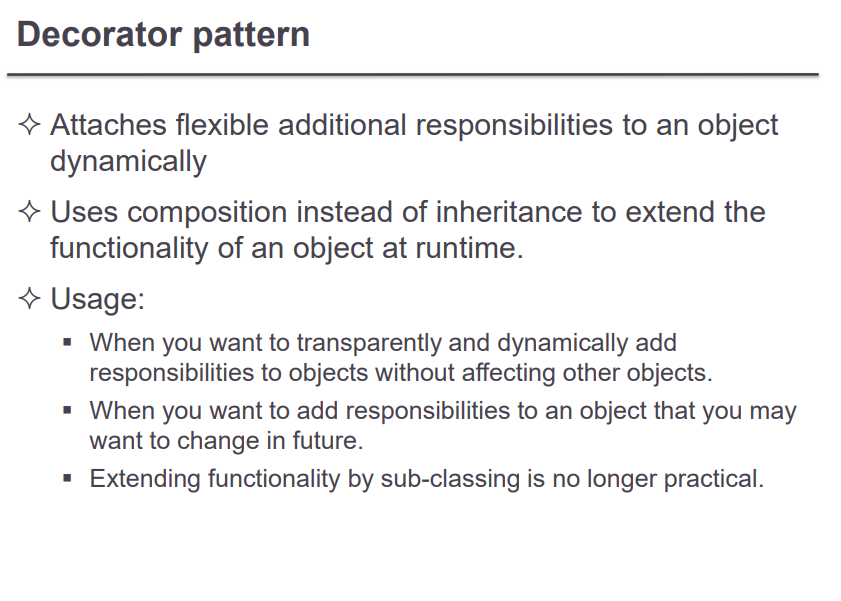 Decorator pattern
✧ Attaches flexible additional responsibilities to an object
dynamically
✧ Uses composition instead of inheritance to extend the
functionality of an object at runtime.
✧ Usage:
▪ When you want to transparently and dynamically add
responsibilities to objects without affecting other objects.
▪ When you want to add responsibilities to an object that you may
want to change in future.
▪ Extending functionality by sub-classing is no longer practical.